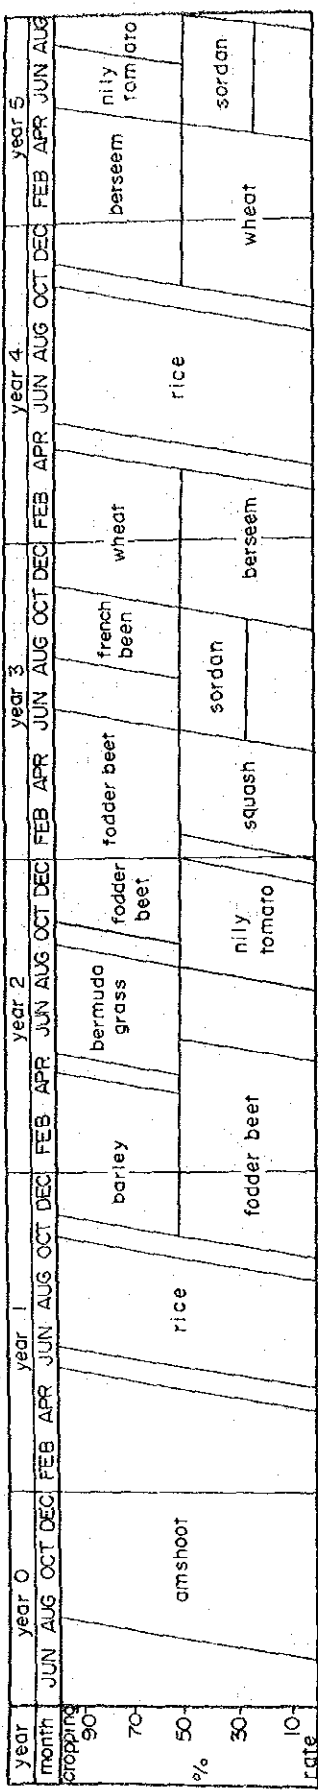 year year 0 year 1 year 2 year 3 year 4 year 5
month JUN AUG OCT DEC FEB APR JUN AUG OCT DEC FEB APR JUN AUG OCT DEC FEB APR JUN AUG OCT DEC FEB APR JUN AUG OCT DEC FEB APR JUN AUG
cropping
90
70
50
%
30
10
rate
amshoot
rice
barley
fodder beet
bermuda
grass
fodder
beet
nily
tomato
fodder beet
squash
sordan
french
been
wheat
berseem
rice
berseem
wheat
nily
tomato
sordan